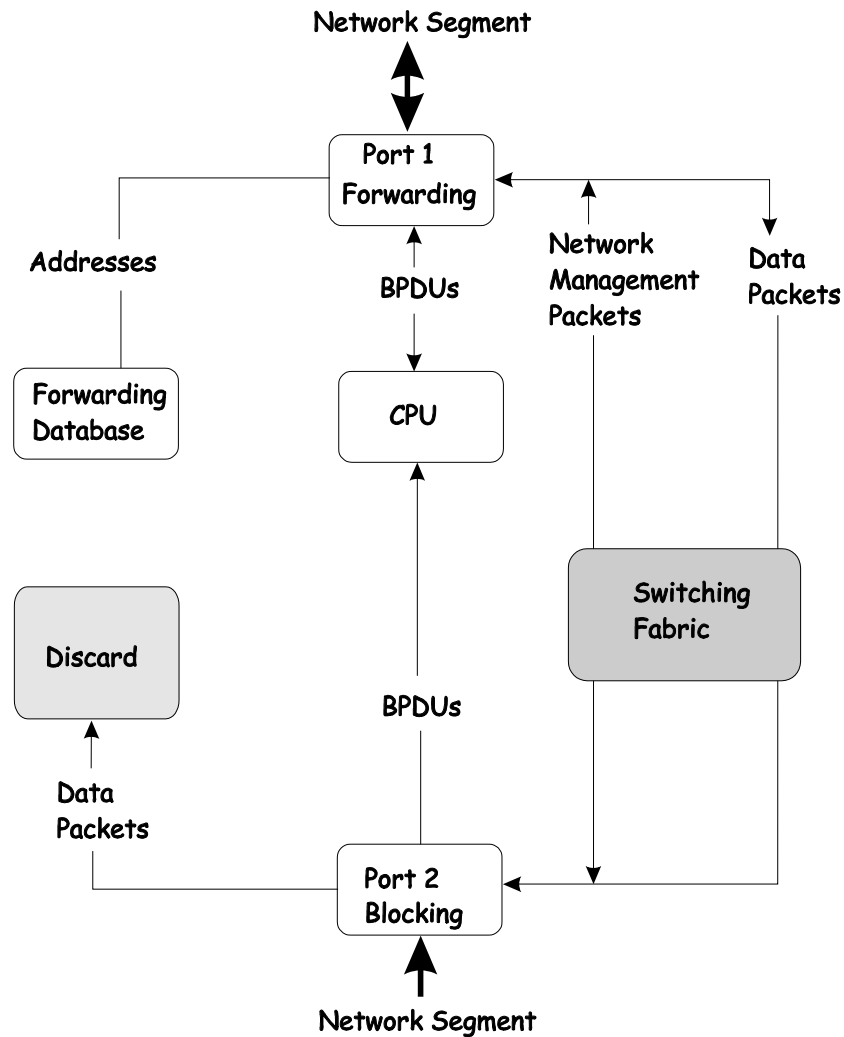 Network Segment
Port 1
Forwarding
Addresses
BPDUs
Network
Management
Packets
Data
Packets
Forwarding
Database
CPU
Switching
Fabric
Discard
BPDUs
Data
Packets
Port 2
Blocking
Network Segment